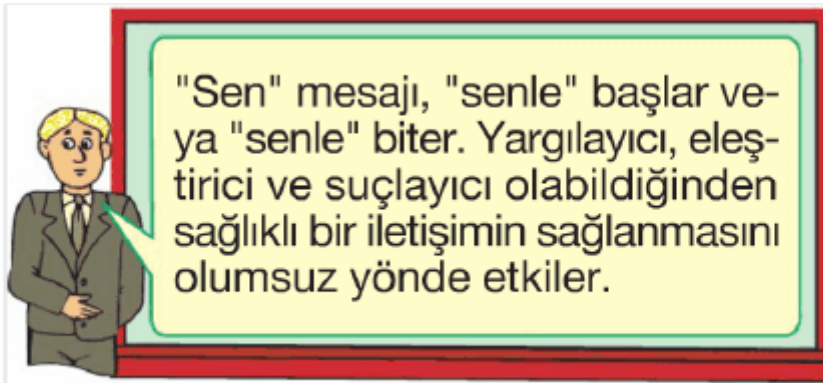 "Sen" mesajı, "senle" başlar ve-
ya "senle" biter. Yargılayıcı, eleş-
tirici ve suçlayıcı olabildiğinden
sağlıklı bir iletişimin sağlanmasını
olumsuz yönde etkiler.